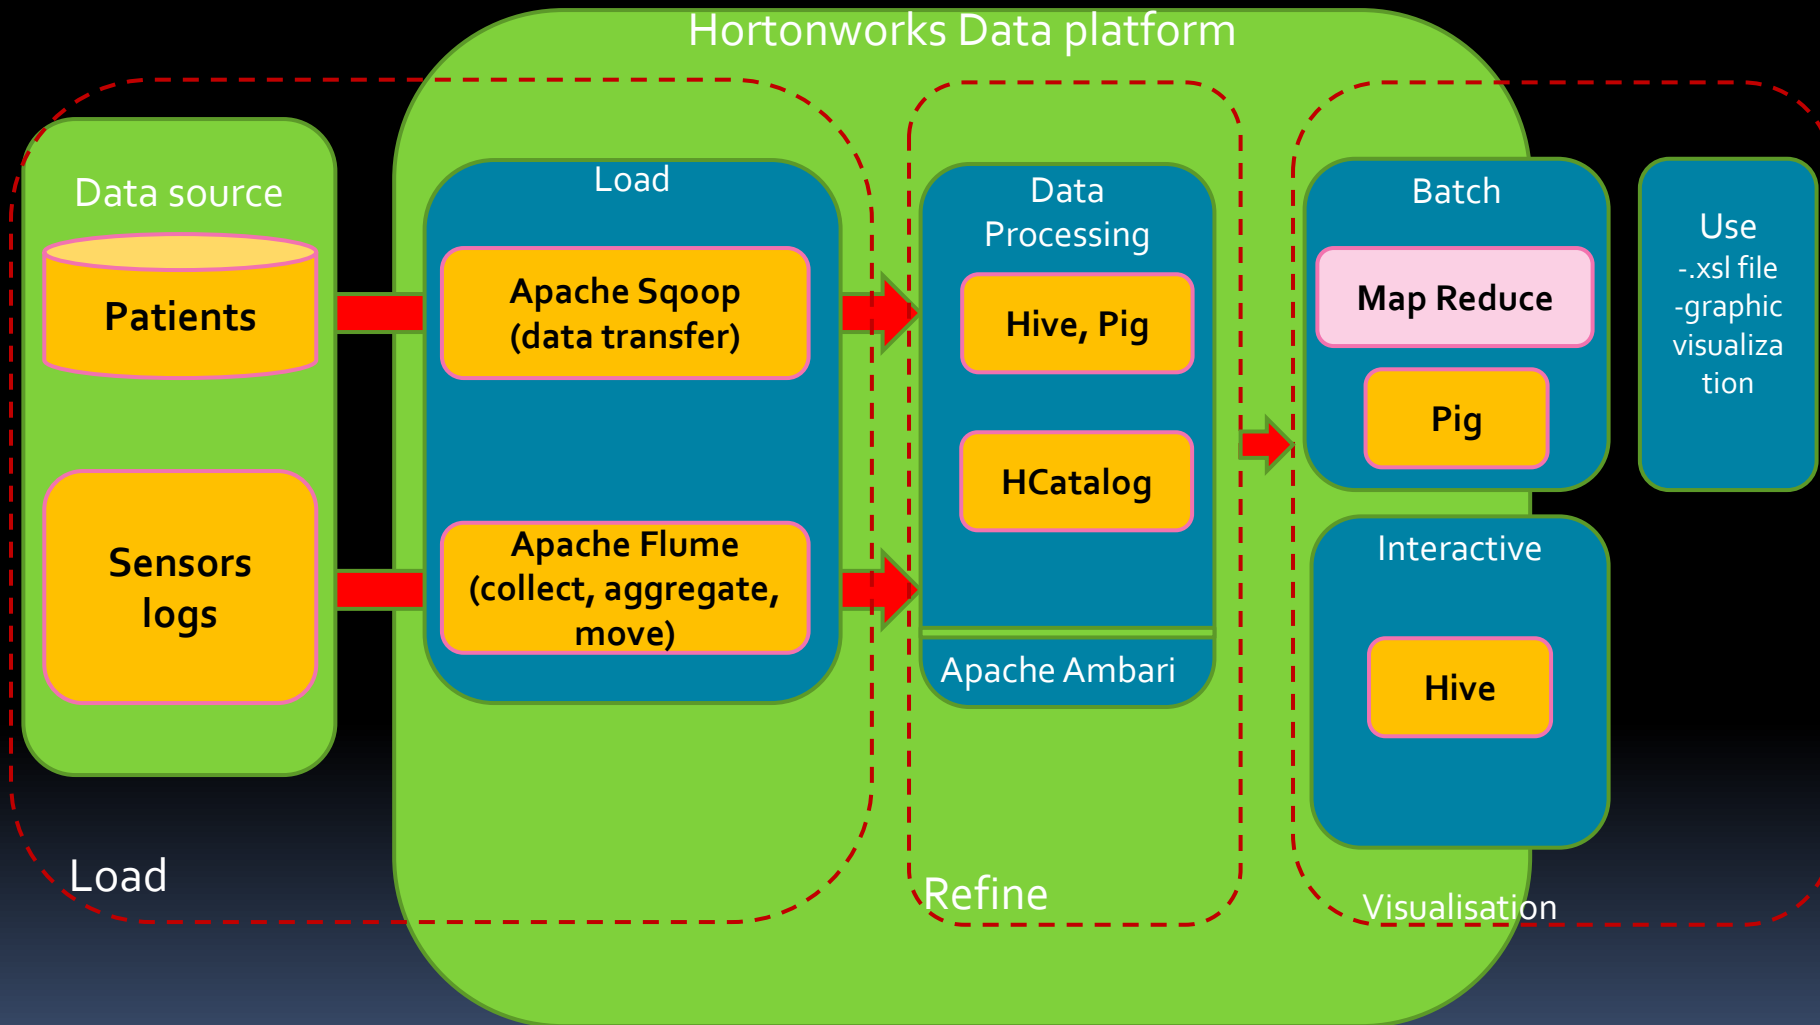 Hortonworks Data platform
Data source
Patients
Sensors
logs
Load
Apache Sqoop
(data transfer)
Apache Flume
(collect, aggregate,
move)
Data
Processing
Hive, Pig
HCatalog
Apache Ambari
Batch
Map Reduce
Pig
Interactive
Hive
Use
-.xsl file
-graphic
visualiza
tion
Load
Refine
Visualisation